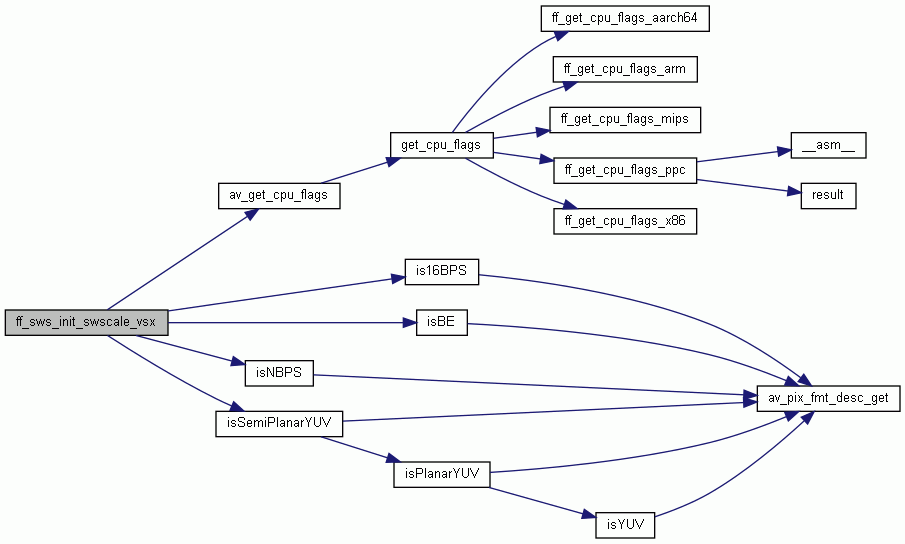 ff_get_cpu_flags_aarch64
ff_get_cpu_flags_arm
ff_get_cpu_flags_mips
get_cpu_flags
__asm__
ff_get_cpu_flags_ppc
av_get_cpu_flags
result
ff_get_cpu_flags_x86
is16BPS
ff_sws_init_swscale_vsx
isBE
isNBPS
av_pix_fmt_desc_get
isSemiPlanarYUV
isPlanarYUV
isYUV